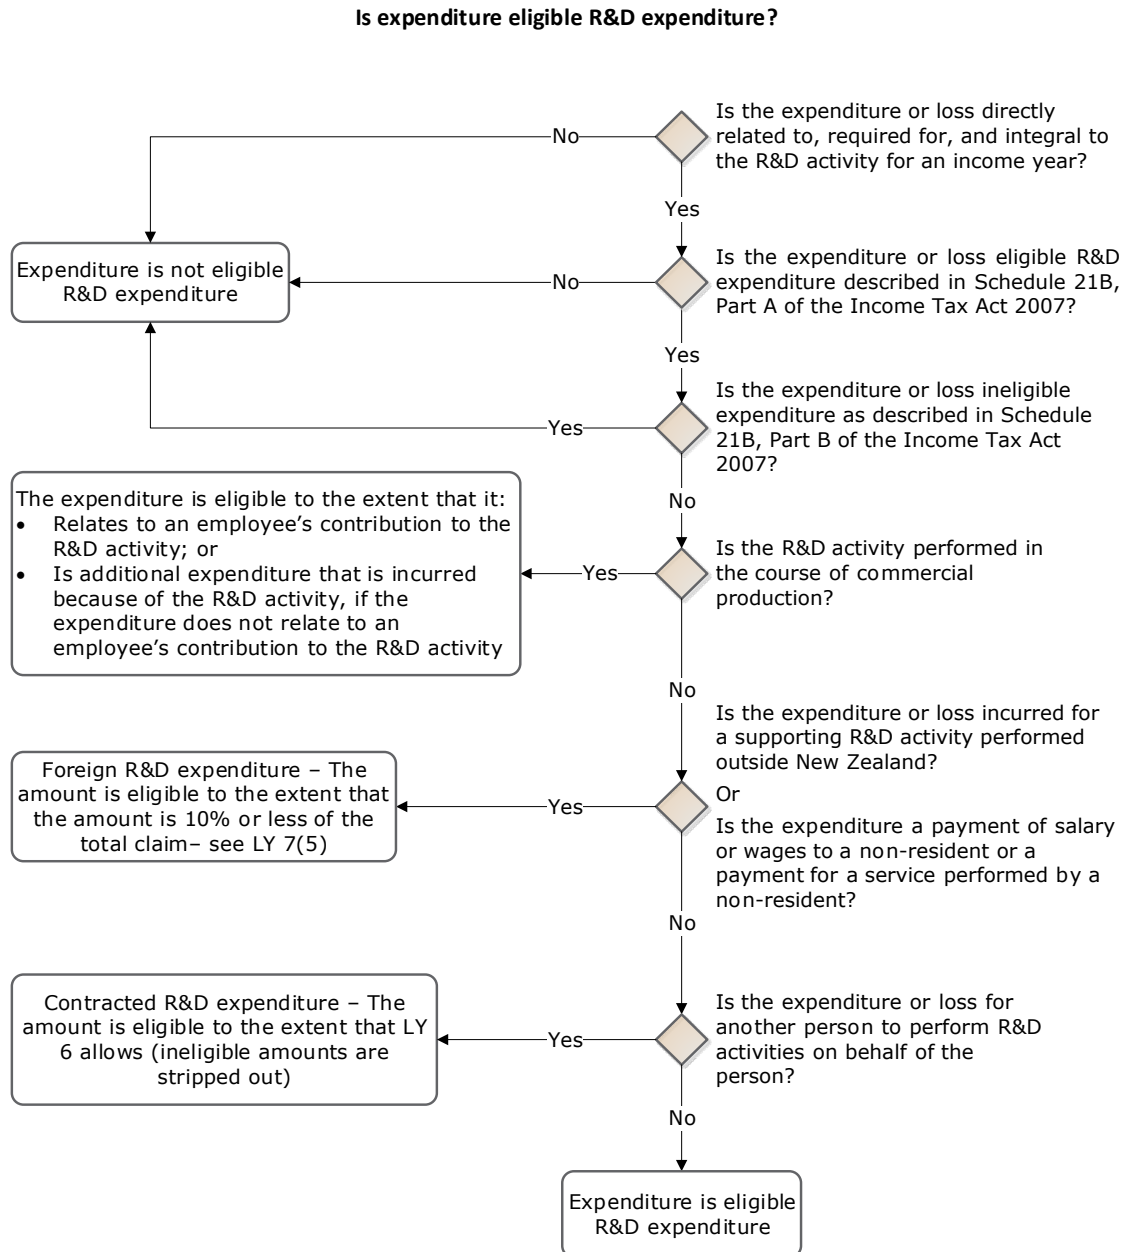 Is expenditure eligible R&D expenditure?
Is the expenditure or loss directly
related to, required for, and integral to
the R&D activity for an income year?
No
Yes
Expenditure is not eligible
R&D expenditure
Is the expenditure or loss eligible R&D
expenditure described in Schedule 21B,
Part A of the Income Tax Act 2007?
No
Yes
Is the expenditure or loss ineligible
expenditure as described in Schedule
21B, Part B of the Income Tax Act
2007?
Yes
No
The expenditure is eligible to the extent that it:
• Relates to an employee’s contribution to the
R&D activity; or
• Is additional expenditure that is incurred
because of the R&D activity, if the
expenditure does not relate to an
employee’s contribution to the R&D activity
Yes
Is the R&D activity performed in
the course of commercial
production?
No
Is the expenditure or loss incurred for
a supporting R&D activity performed
outside New Zealand?
Or
Is the expenditure a payment of salary
or wages to a non-resident or a
payment for a service performed by a
non-resident?
Foreign R&D expenditure – The
amount is eligible to the extent that
the amount is 10% or less of the
total claim– see LY 7(5)
Yes
No
Contracted R&D expenditure – The
amount is eligible to the extent that LY
6 allows (ineligible amounts are
stripped out)
Yes
Is the expenditure or loss for
another person to perform R&D
activities on behalf of the
person?
No
Expenditure is eligible
R&D expenditure